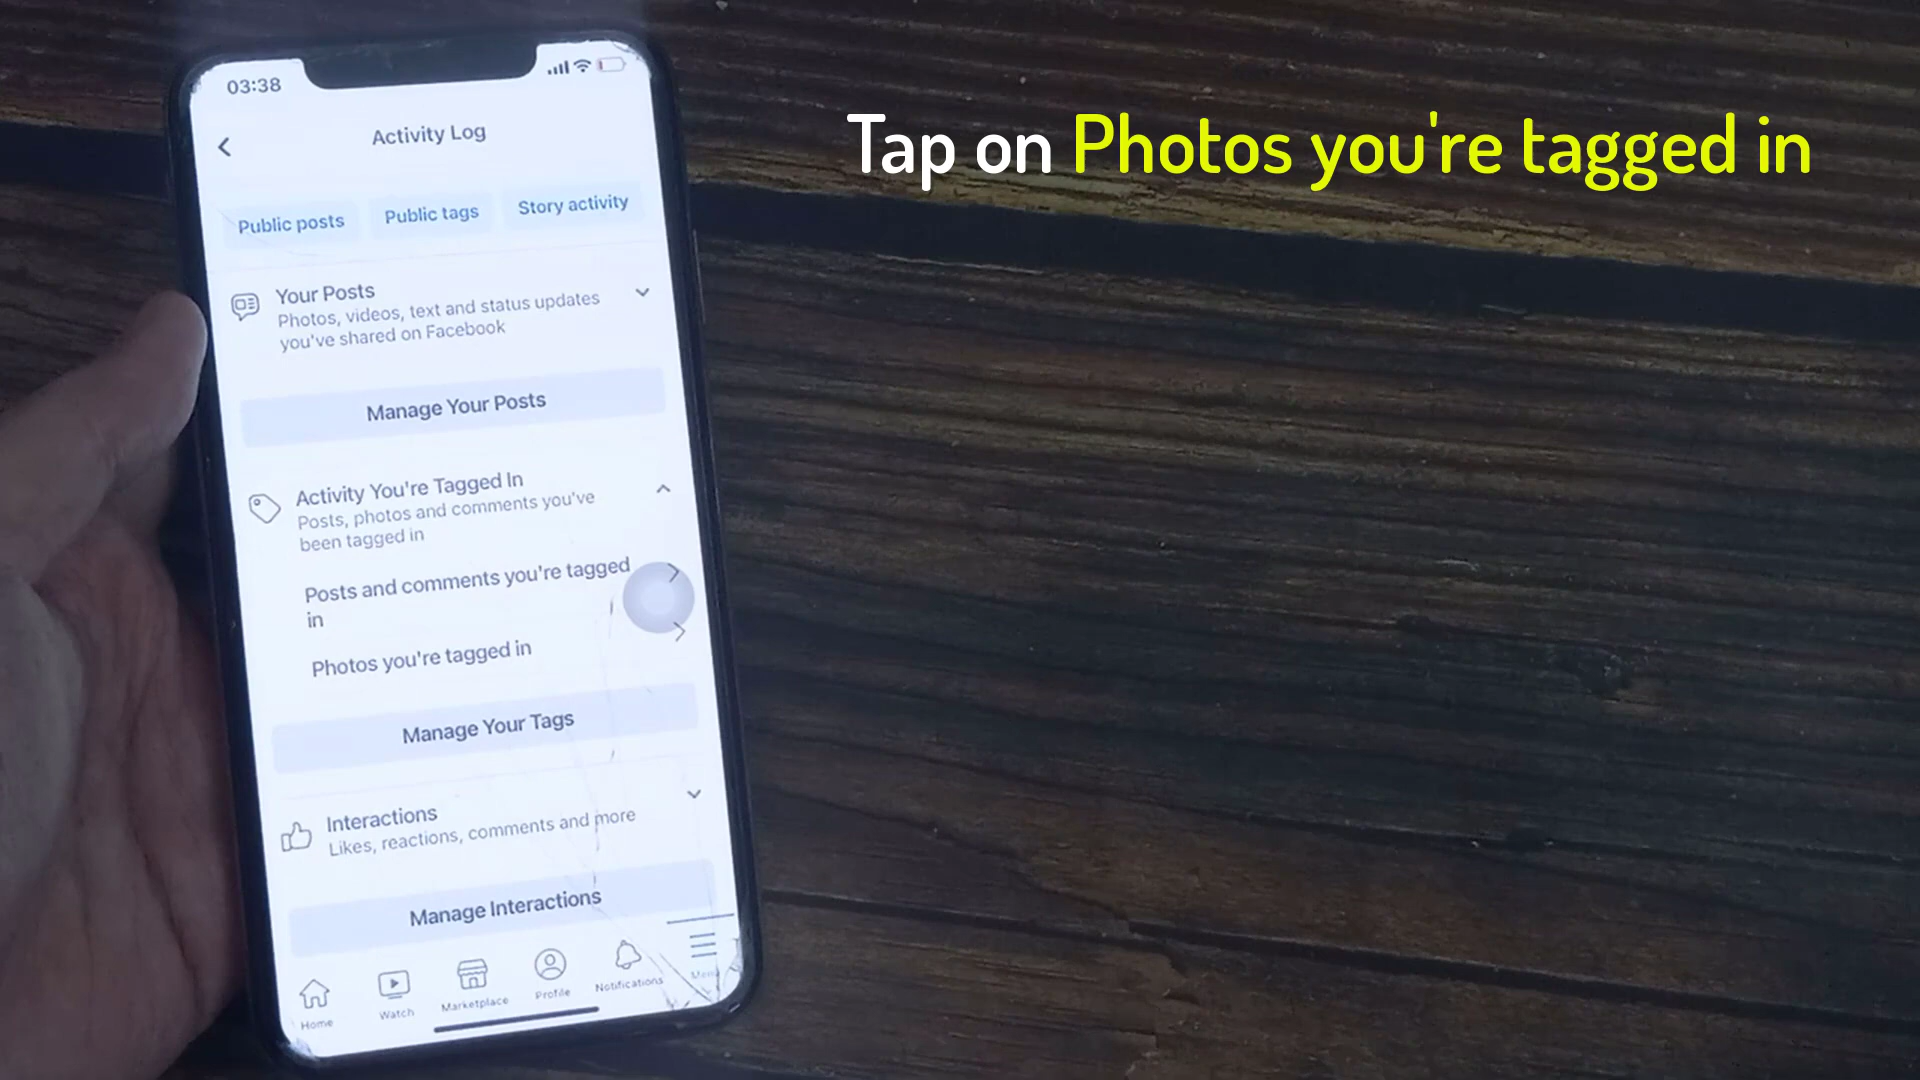 03:38
Activity Log
Tap on Photos you're tagged in
Public posts
Public tags
Story activity
Your Posts
Photos, videos, text and status updates
you've shared on Facebook
Manage Your Posts
Activity You're Tagged In
Posts, photos and comments you've
been tagged in
Posts and comments you're tagged
in
Photos you're tagged in
Manage Your Tags
Interactions
Likes, reactions, comments and more
Manage Interactions
Home
Watch
Marketplace
Profile
Notifications
Menu